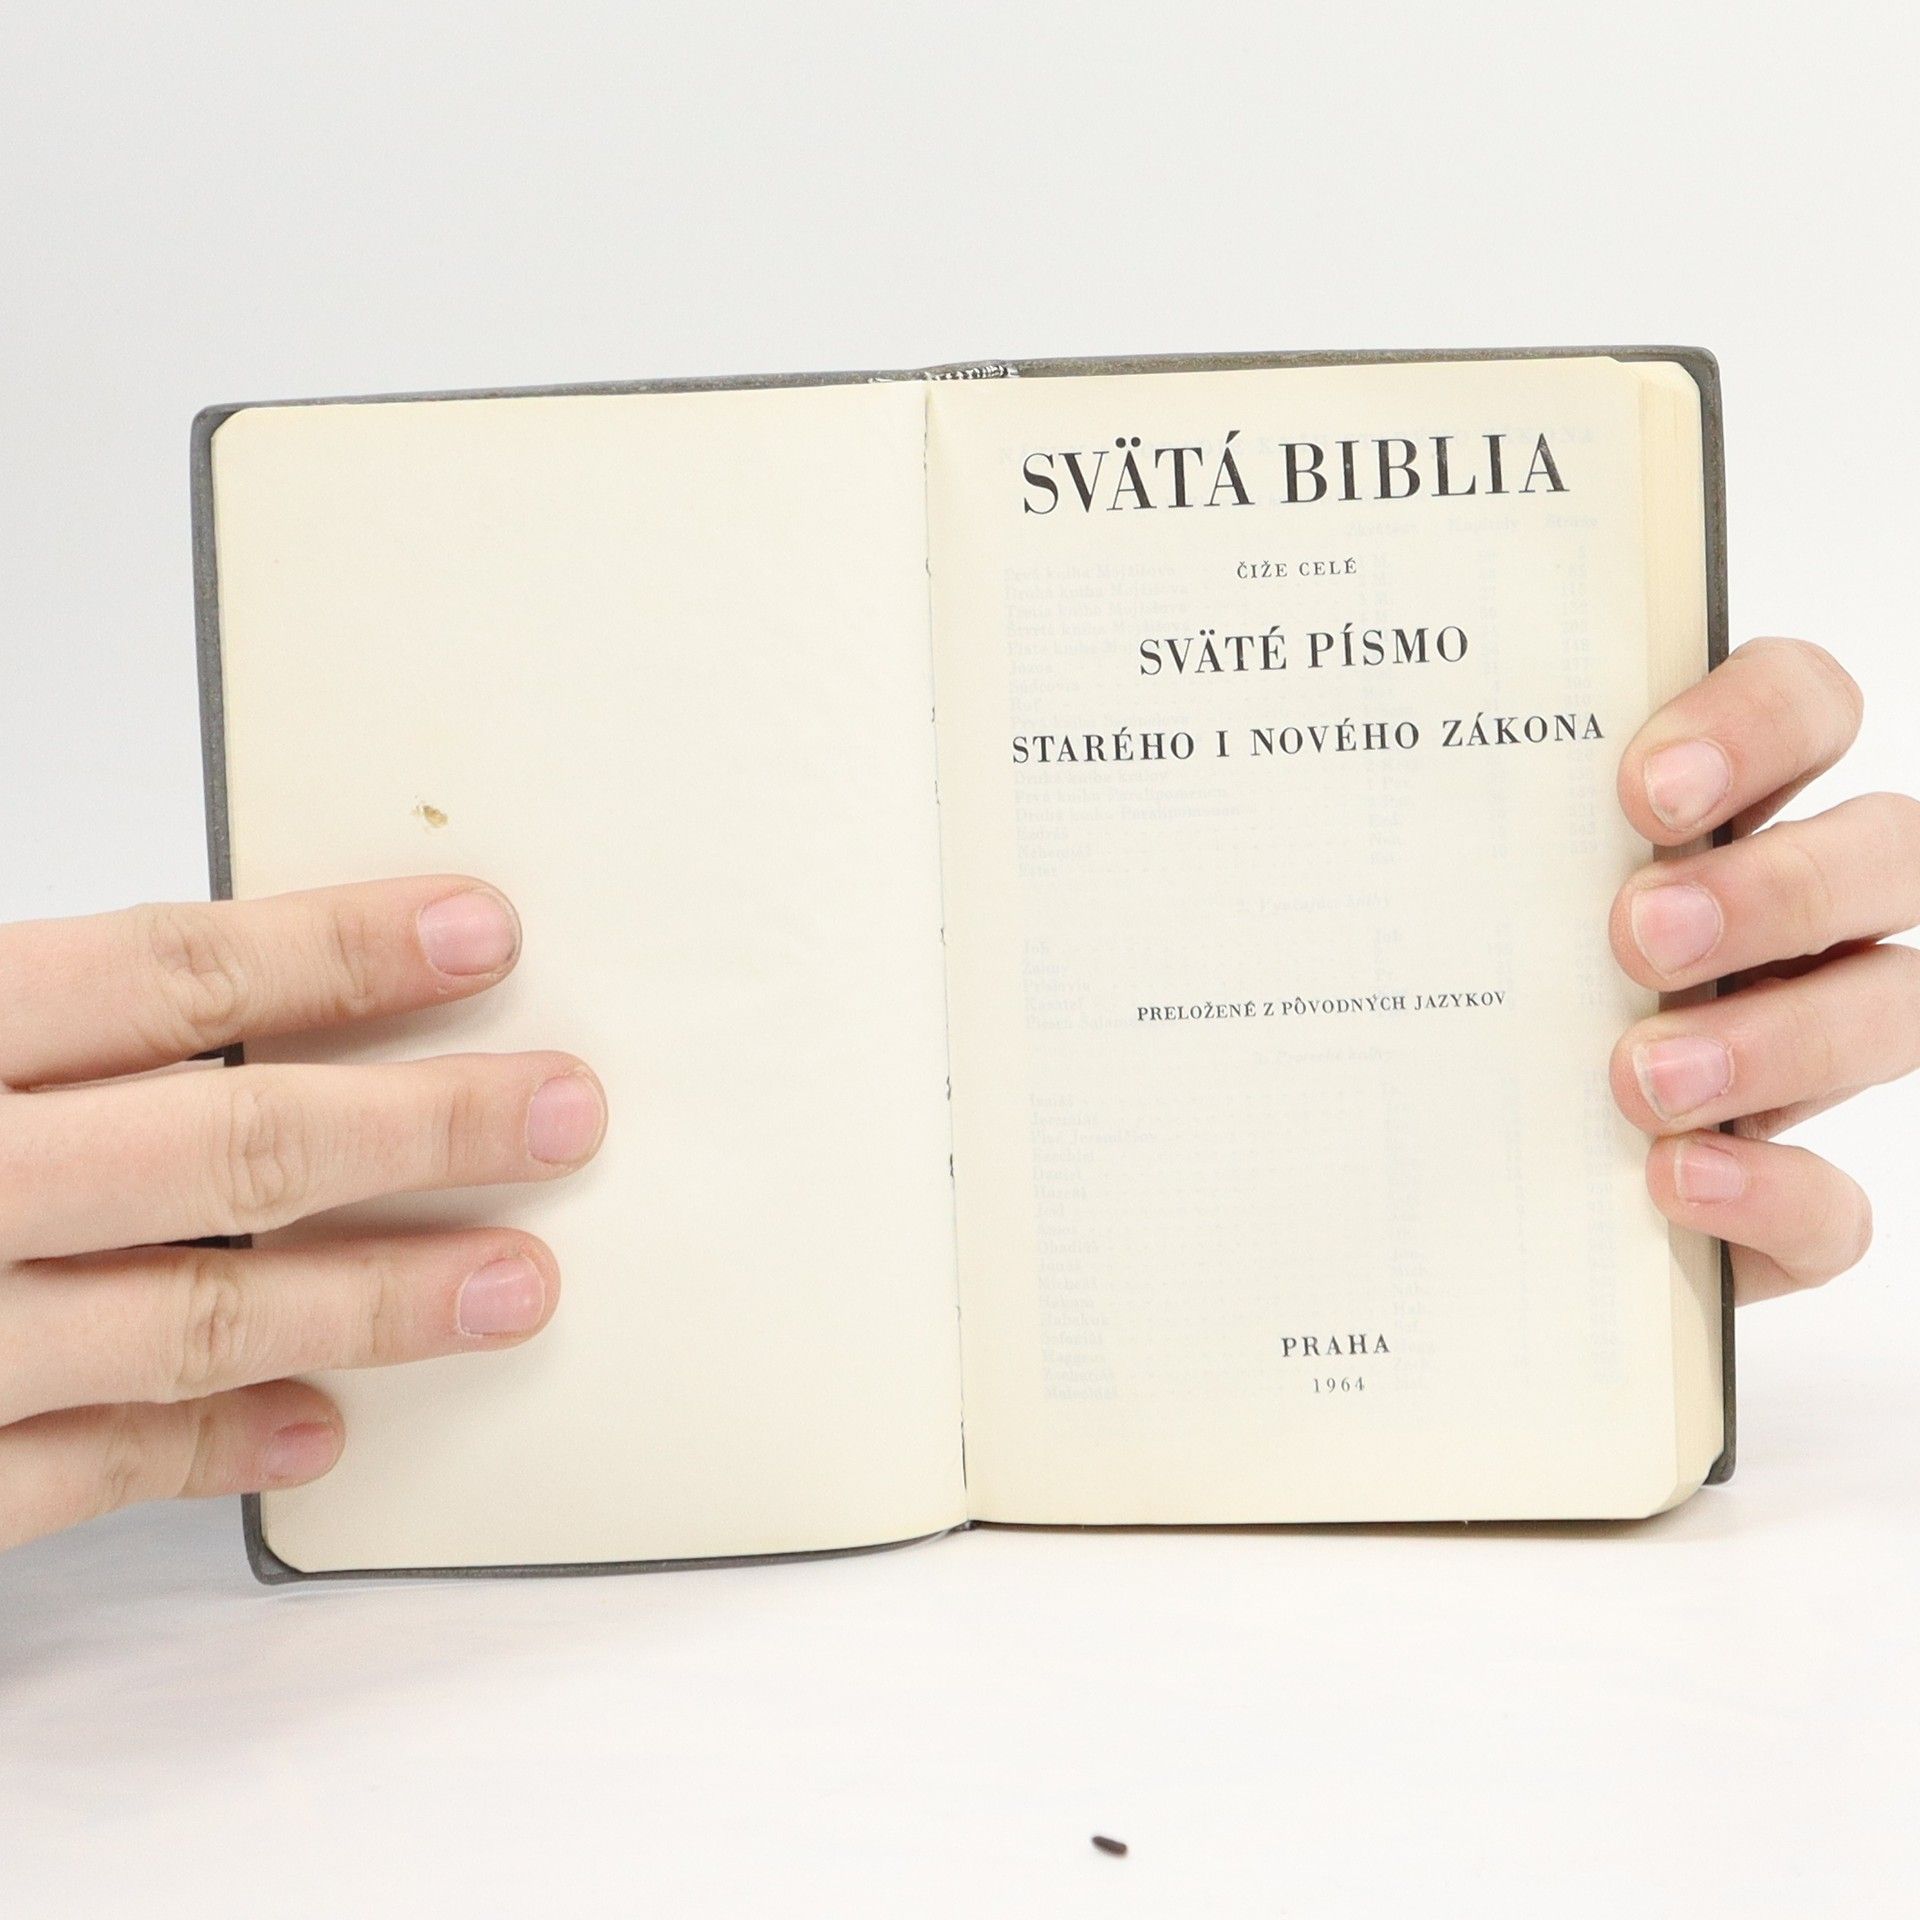 SVÄTÁ BIBLIA
ČIŽE CELÉ
SVÄTÉ PÍSMO
STARÉHO I NOVÉHO ZÁKONA
PRELOŽENÉ Z PÔVODNÝCH JAZYKOV
PRAHA
1964